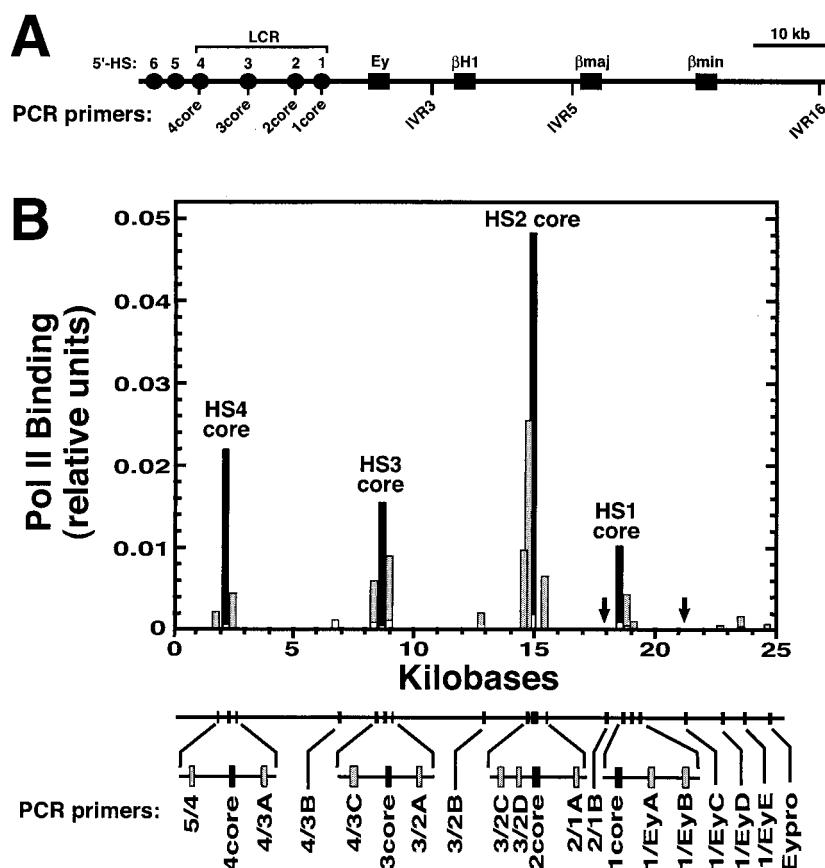 A
LCR
10 kb
5'-HS: 6 5 4 3 2 1 Ey βH1 βmaj βmin
PCR primers: 4core 3core 2core 1core IVR3 IVR5 IVR16
B
Pol II Binding
(relative units)
0.05
0.04
0.03
0.02
0.01
0
HS4
core
HS3
core
HS2 core
HS1
core
0 5 10 15 20 25
Kilobases
PCR primers: 5/4 4core 4/3A 4/3B 4/3C 3core 3/2A 3/2B 3/2C 3/2D 2core 2/1A 2/1B 1core 1/EyA 1/EyB 1/EyC 1/EyD 1/EyE Eypro